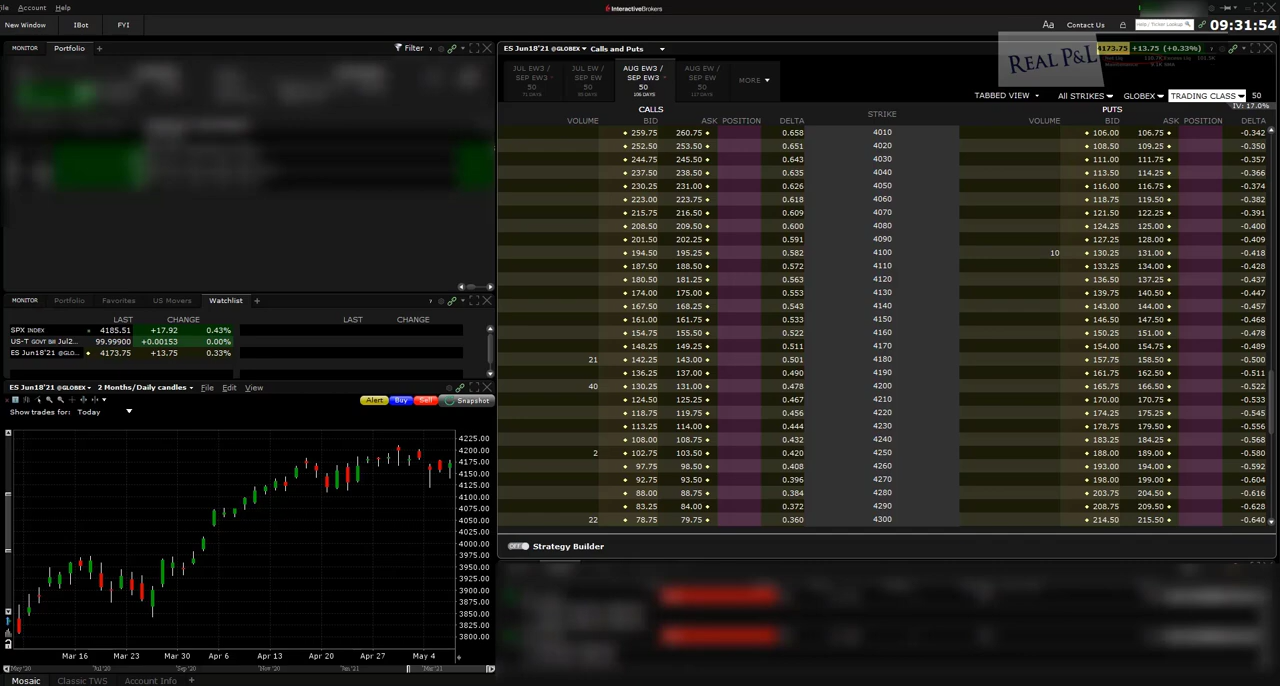 File Account Help
InteractiveBrokers
New Window IBot FYI
Aa Contact Us Help / Ticker Lookup 09:31:54
MONITOR Portfolio + Filter
ES Jun18'21 @GLOBEX Calls and Puts
4173.75 +13.75 (+0.33%)
REAL P&L
JUL EW3 / SEP EW3 50 71 DAYS
JUL EW / SEP EW 50
AUG EW3 / SEP EW3 50 106 DAYS
AUG EW / SEP EW 50 117 DAYS
MORE
TABBED VIEW All STRIKES GLOBEX TRADING CLASS 50
IV: 17.0%
CALLS PUTS
VOLUME BID ASK POSITION DELTA STRIKE VOLUME BID ASK POSITION DELTA
259.75 260.75 0.658 4010 106.00 106.75 -0.342
252.50 253.50 0.651 4020 108.50 109.25 -0.350
244.75 245.50 0.643 4030 111.00 111.75 -0.357
237.50 238.50 0.635 4040 113.50 114.25 -0.366
230.25 231.00 0.626 4050 116.00 116.75 -0.374
223.00 223.75 0.618 4060 118.75 119.50 -0.382
215.75 216.50 0.609 4070 121.50 122.25 -0.391
208.50 209.50 0.600 4080 124.25 125.00 -0.400
201.50 202.25 0.591 4090 127.25 128.00 -0.409
194.50 195.25 0.582 4100 10 130.25 131.00 -0.418
187.50 188.50 0.572 4110 133.25 134.00 -0.428
180.50 181.25 0.563 4120 136.50 137.25 -0.437
174.00 175.00 0.553 4130 139.75 140.50 -0.447
167.50 168.25 0.543 4140 146.50... 
161.00 161.75 0.533 4150 146.50 147.50 -0.468
154.75 155.50 0.522 4160 150.25 151.00 -0.478
148.25 149.25 0.511 4170 154.00 154.75 -0.489
21 142.25 143.00 0.501 4180 157.75 158.50 -0.500
136.25 137.00 0.490 4190 161.75 162.50 -0.511
40 130.25 131.00 0.478 4200 165.75 166.50 -0.522
124.50 125.50 0.467 4210 170.00 170.75 -0.533
118.75 119.75 0.456 4220 174.25 175.25 -0.545
113.25 114.00 0.444 4230 178.75 179.50 -0.556
108.00 108.75 0.432 4240 183.25 184.25 -0.568
2 102.75 103.50 0.420 4250 188.00 189.00 -0.580
97.75 98.50 0.408 4260 193.00 194.00 -0.592
92.75 93.50 0.396 4270 198.00 199.00 -0.604
88.00 88.75 0.384 4280 203.75 204.50 -0.616
83.25 84.00 0.372 4290 208.75 209.50 -0.628
22 78.75 79.75 0.360 4300 214.50 215.50 -0.640
OFF Strategy Builder
MONITOR Portfolio Favorites US Movers Watchlist +
LAST CHANGE LAST CHANGE
SPX INDEX 4185.51 +17.92 0.43%
US-T GOVT Bill Jul2... 99.99900 +0.00153 0.00%
ES Jun18'21 @GLO... 4173.75 +13.75 0.33%
ES Jun18'21 @GLOBEX 2 Months/Daily candles File Edit View
Alert Buy Sell Snapshot
Show trades for: Today
4225.00
4200.00
4175.00
4150.00
4125.00
4100.00
4075.00
4050.00
4025.00
4000.00
3975.00
3950.00
3925.00
3900.00
3875.00
3850.00
3825.00
3800.00
Mar 16 Mar 23 Mar 30 Apr 6 Apr 13 Apr 20 Apr 27 May 4
Mosaic Classic TWS Account Info +